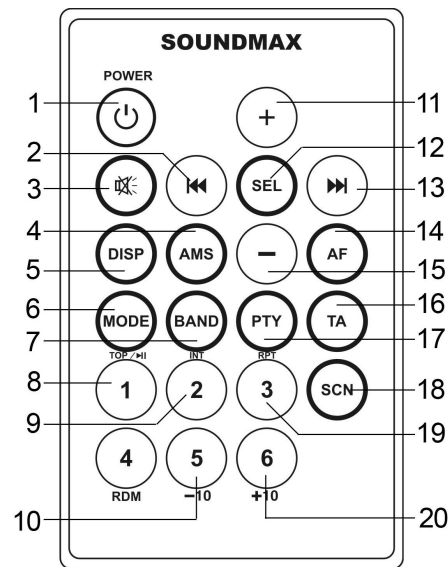 SOUNDMAX
POWER
1
+
11
2
12
3
SEL
13
4
14
DISP
AMS
−
AF
5
15
6
16
MODE
BAND
PTY
TA
7
17
TOP/▶II
INT
RPT
8
1
2
3
SCN
18
9
19
4
5
6
RDM
−10
+10
10
20